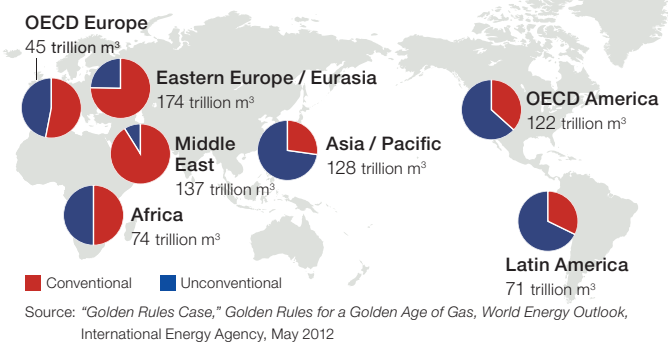 OECD Europe
45 trillion m³
Eastern Europe / Eurasia
174 trillion m³
Middle
East
137 trillion m³
Asia / Pacific
128 trillion m³
OECD America
122 trillion m³
Africa
74 trillion m³
Latin America
71 trillion m³
Conventional
Unconventional
Source: “Golden Rules Case,” Golden Rules for a Golden Age of Gas, World Energy Outlook,
International Energy Agency, May 2012